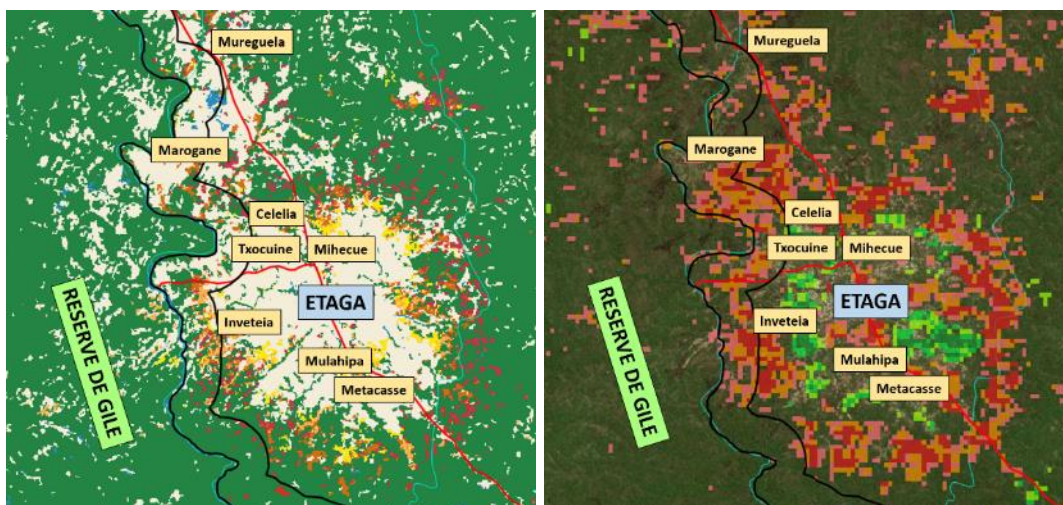 Mureguela
Marogane
Celelia
Txocuine
Mihecue
ETAGA
RESERVE DE GILE
Inveteia
Mulahipa
Metacasse
Mureguela
Marogane
Celelia
Txocuine
Mihecue
ETAGA
RESERVE DE GILE
Inveteia
Mulahipa
Metacasse